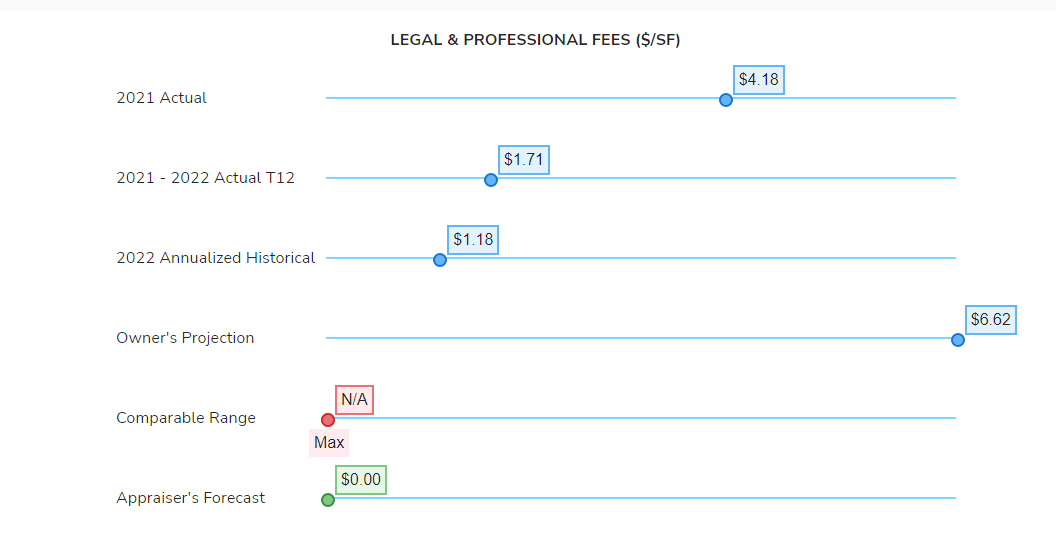 LEGAL & PROFESSIONAL FEES ($/SF)
2021 Actual
$4.18
2021 - 2022 Actual T12
$1.71
2022 Annualized Historical
$1.18
Owner's Projection
$6.62
Comparable Range
N/A
Max
Appraiser's Forecast
$0.00